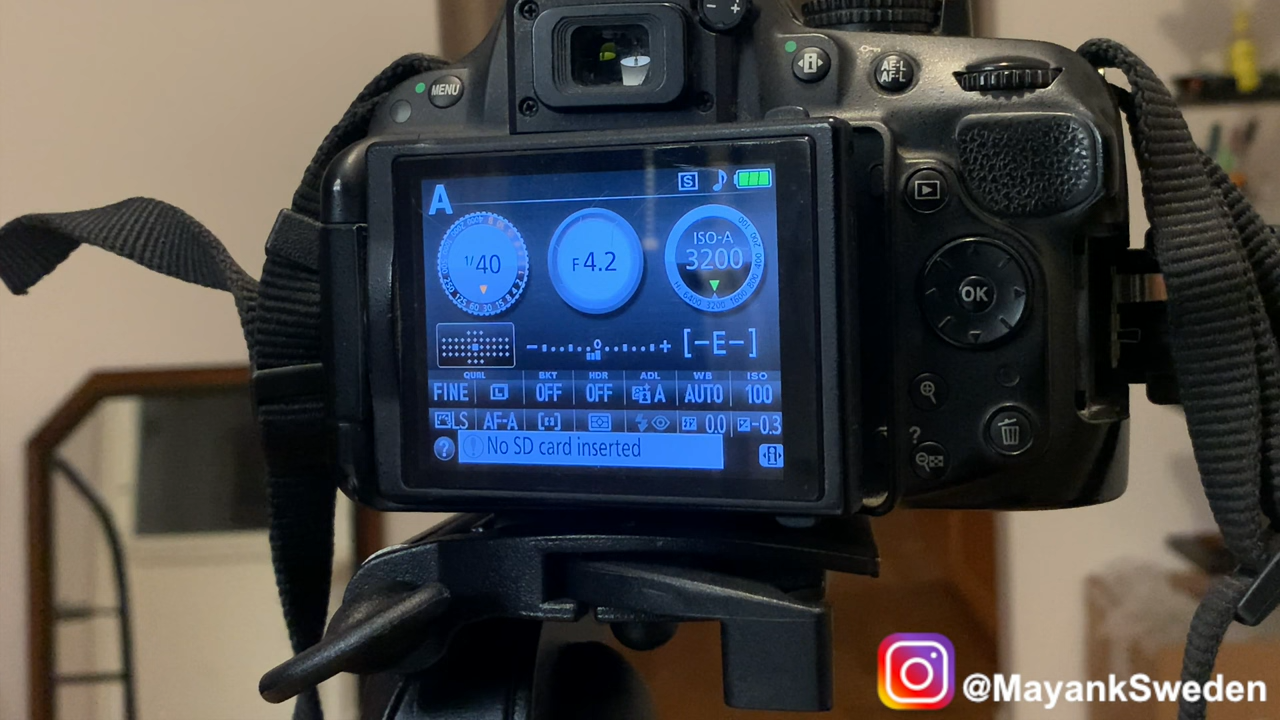 MENU
AE-L
AF-L
A
S
1/40
F4.2
ISO-A
3200
[-E-]
QUAL BKT HDR ADL WB ISO
FINE L OFF OFF A AUTO 100
LS AF-A 0.0 -0.3
? No SD card inserted
OK
?
@MayankSweden